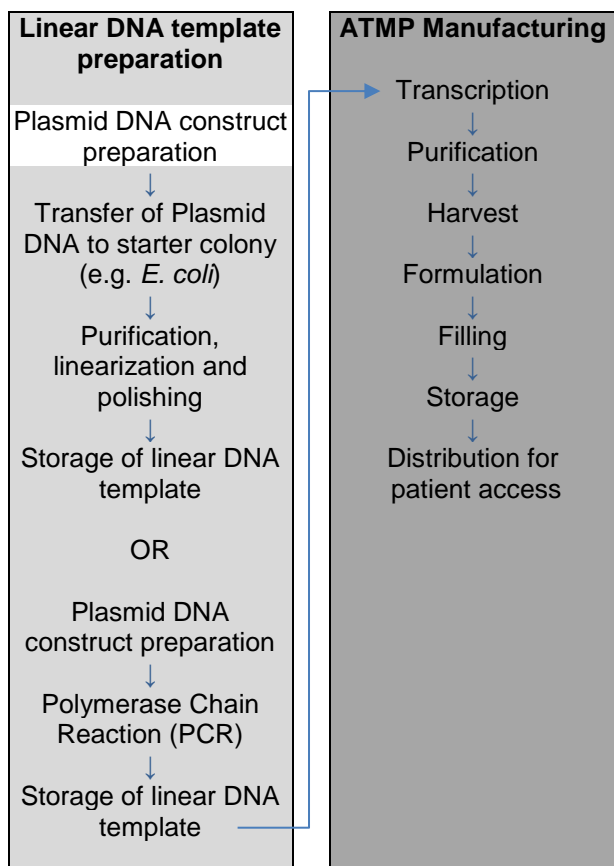 Linear DNA template
preparation
Plasmid DNA construct
preparation
↓
Transfer of Plasmid
DNA to starter colony
(e.g. E. coli)
↓
Purification,
linearization and
polishing
↓
Storage of linear DNA
template
OR
Plasmid DNA
construct preparation
↓
Polymerase Chain
Reaction (PCR)
↓
Storage of linear DNA
template
ATMP Manufacturing
Transcription
↓
Purification
↓
Harvest
↓
Formulation
↓
Filling
↓
Storage
↓
Distribution for
patient access